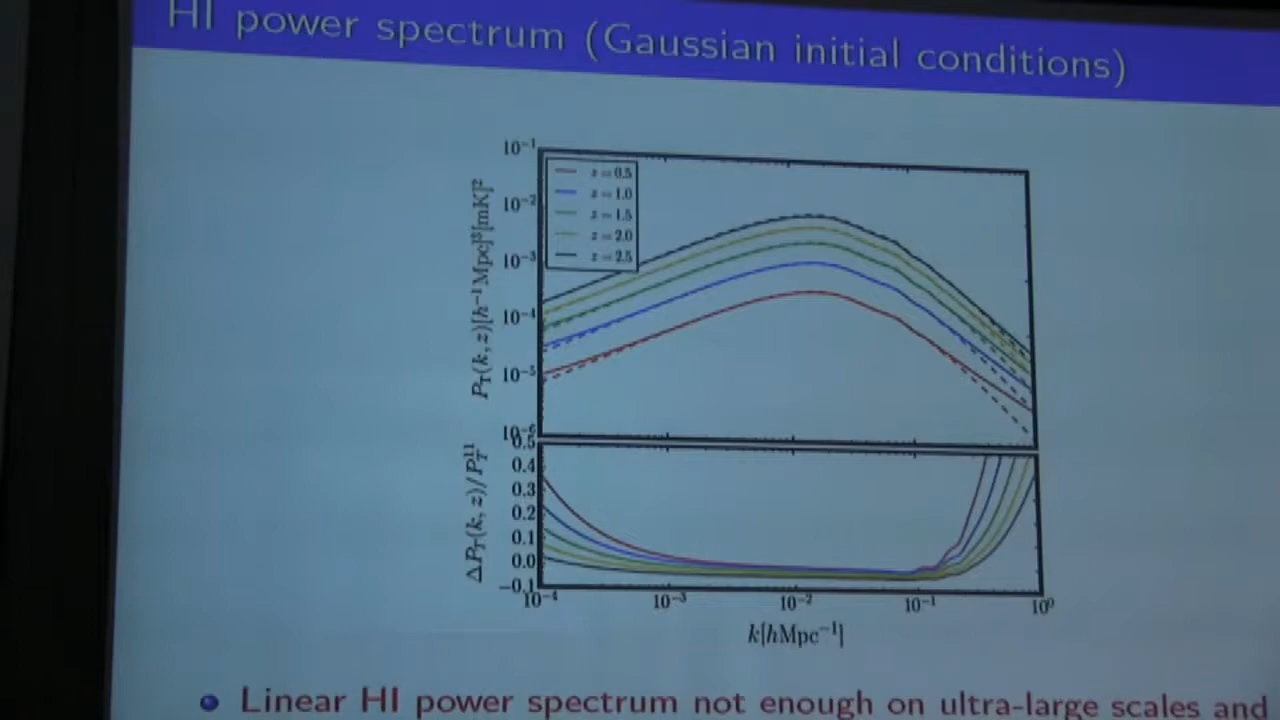 HI power spectrum (Gaussian initial conditions)
10⁻¹
10⁻²
10⁻³
10⁻⁴
10⁻⁵
10⁻⁶
P_T(k, z)[h⁻¹Mpc]³[mK]²
z = 0.5
z = 1.0
z = 1.5
z = 2.0
z = 2.5
0.5
0.4
0.3
0.2
0.1
0.0
−0.1
ΔP_T(k, z)/P_T¹¹
10⁻⁴ 10⁻³ 10⁻² 10⁻¹ 10⁰
k[hMpc⁻¹]
Linear HI power spectrum not enough on ultra-large scales and